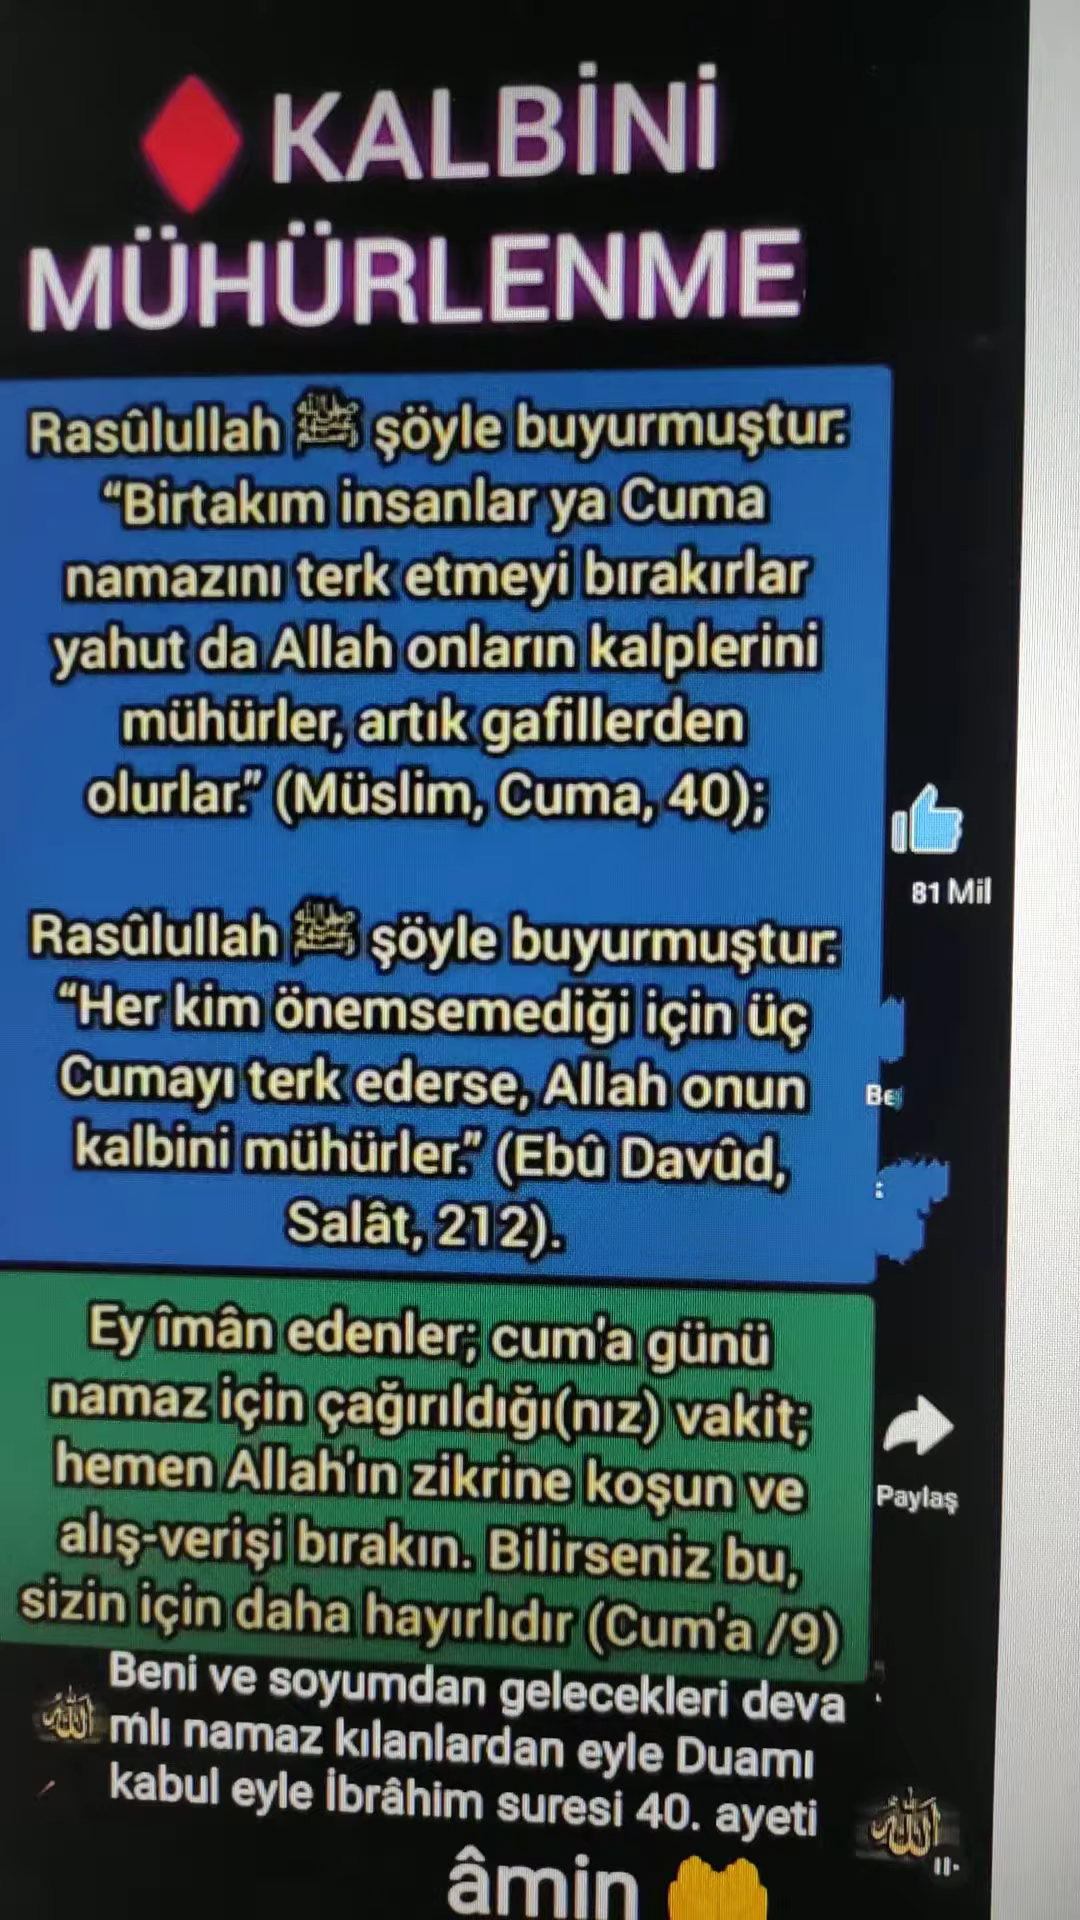 KALBİNİ
MÜHÜRLENME
Rasûlullah ﷺ şöyle buyurmuştur:
“Birtakım insanlar ya Cuma
namazını terk etmeyi bırakırlar
yahut da Allah onların kalplerini
mühürler, artık gafillerden
olurlar.” (Müslim, Cuma, 40);
81 Mil
Rasûlullah ﷺ şöyle buyurmuştur:
“Her kim önemsemediği için üç
Cumayı terk ederse, Allah onun
Be
kalbini mühürler.” (Ebû Davûd,
Salât, 212).
Ey îmân edenler; cum'a günü
namaz için çağırıldığı(nız) vakit;
hemen Allah'ın zikrine koşun ve
Paylaş
alış-verişi bırakın. Bilirseniz bu,
sizin için daha hayırlıdır (Cum'a /9)
Beni ve soyumdan gelecekleri deva
mlı namaz kılanlardan eyle Duamı
kabul eyle İbrâhim suresi 40. ayeti
الله
الله
âmin